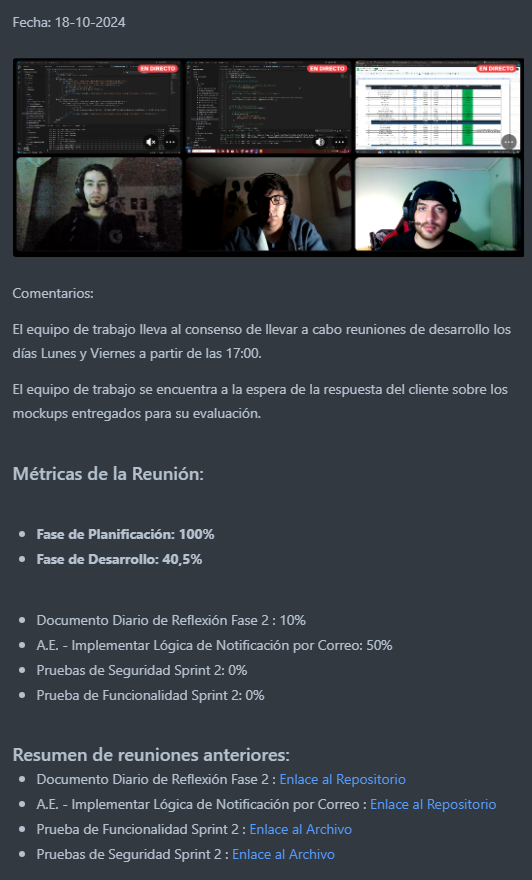 Fecha: 18-10-2024
EN DIRECTO
EN DIRECTO
EN DIRECTO
Comentarios:
El equipo de trabajo lleva al consenso de llevar a cabo reuniones de desarrollo los
días Lunes y Viernes a partir de las 17:00.
El equipo de trabajo se encuentra a la espera de la respuesta del cliente sobre los
mockups entregados para su evaluación.
Métricas de la Reunión:
Fase de Planificación: 100%
Fase de Desarrollo: 40,5%
Documento Diario de Reflexión Fase 2 : 10%
A.E. - Implementar Lógica de Notificación por Correo: 50%
Pruebas de Seguridad Sprint 2: 0%
Prueba de Funcionalidad Sprint 2: 0%
Resumen de reuniones anteriores:
Documento Diario de Reflexión Fase 2 : Enlace al Repositorio
A.E. - Implementar Lógica de Notificación por Correo : Enlace al Repositorio
Prueba de Funcionalidad Sprint 2 : Enlace al Archivo
Pruebas de Seguridad Sprint 2 : Enlace al Archivo